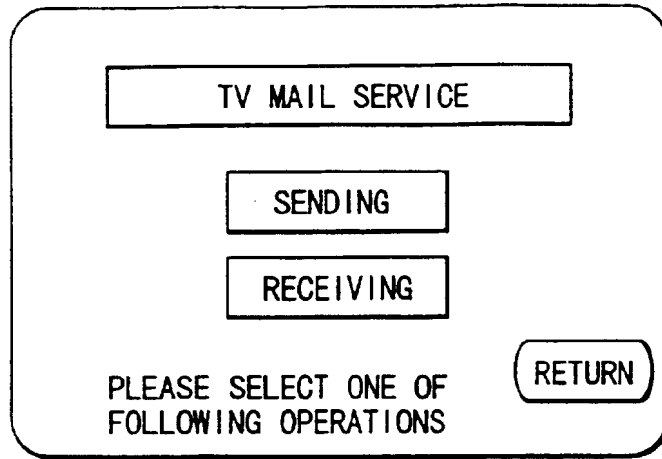 TV MAIL SERVICE
SENDING
RECEIVING
RETURN
PLEASE SELECT ONE OF
FOLLOWING OPERATIONS